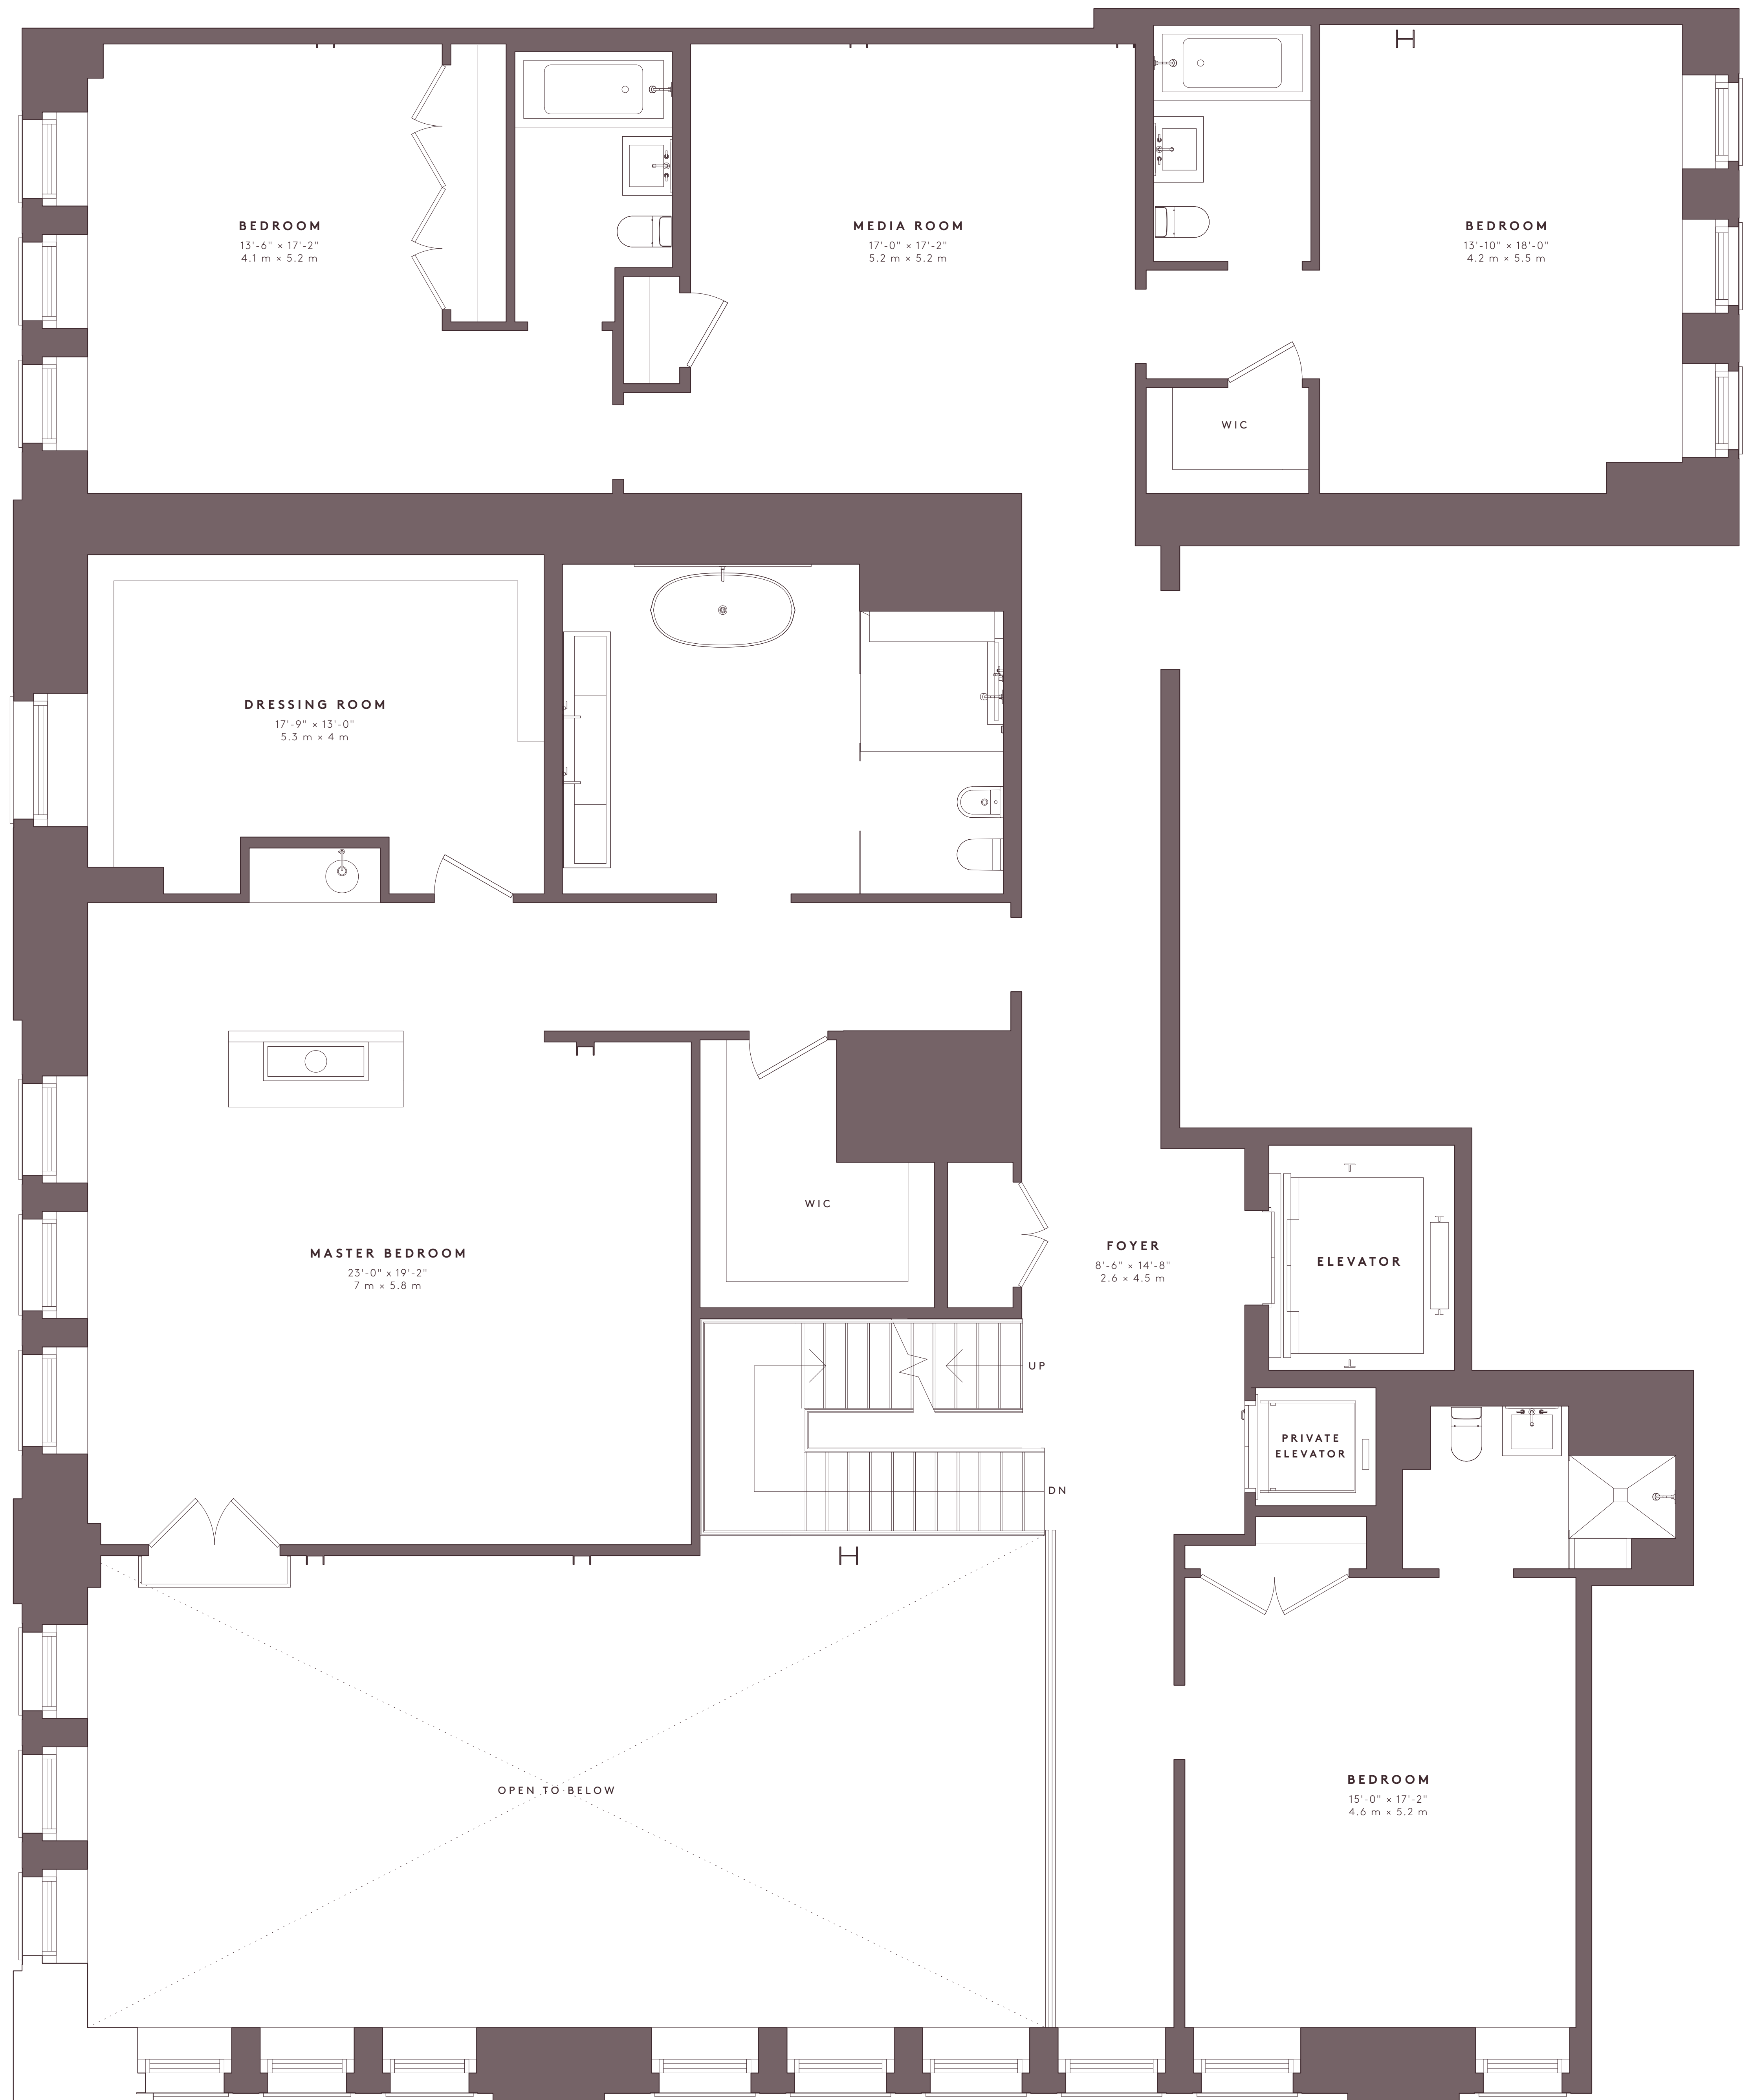 BEDROOM
13'-6" × 17'-2"
4.1 m × 5.2 m
MEDIA ROOM
17'-0" × 17'-2"
5.2 m × 5.2 m
BEDROOM
13'-10" × 18'-0"
4.2 m × 5.5 m
WIC
DRESSING ROOM
17'-9" × 13'-0"
5.3 m × 4 m
WIC
MASTER BEDROOM
23'-0" x 19'-2"
7 m × 5.8 m
FOYER
8'-6" × 14'-8"
2.6 × 4.5 m
ELEVATOR
UP
PRIVATE
ELEVATOR
DN
OPEN TO BELOW
BEDROOM
15'-0" × 17'-2"
4.6 m × 5.2 m